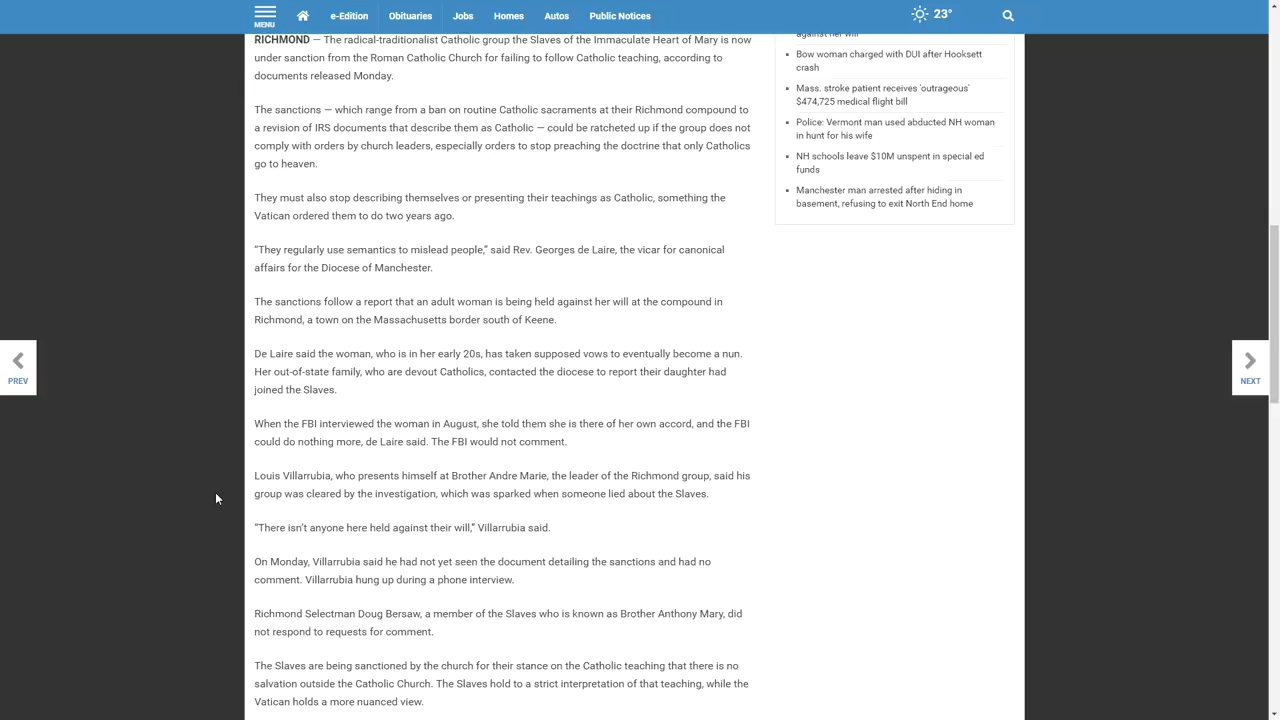 MENU
e-Edition
Obituaries
Jobs
Homes
Autos
Public Notices
23°
RICHMOND — The radical-traditionalist Catholic group the Slaves of the Immaculate Heart of Mary is now
under sanction from the Roman Catholic Church for failing to follow Catholic teaching, according to
documents released Monday.
The sanctions — which range from a ban on routine Catholic sacraments at their Richmond compound to
a revision of IRS documents that describe them as Catholic — could be ratcheted up if the group does not
comply with orders by church leaders, especially orders to stop preaching the doctrine that only Catholics
go to heaven.
They must also stop describing themselves or presenting their teachings as Catholic, something the
Vatican ordered them to do two years ago.
“They regularly use semantics to mislead people,” said Rev. Georges de Laire, the vicar for canonical
affairs for the Diocese of Manchester.
The sanctions follow a report that an adult woman is being held against her will at the compound in
Richmond, a town on the Massachusetts border south of Keene.
De Laire said the woman, who is in her early 20s, has taken supposed vows to eventually become a nun.
Her out-of-state family, who are devout Catholics, contacted the diocese to report their daughter had
joined the Slaves.
When the FBI interviewed the woman in August, she told them she is there of her own accord, and the FBI
could do nothing more, de Laire said. The FBI would not comment.
Louis Villarrubia, who presents himself at Brother Andre Marie, the leader of the Richmond group, said his
group was cleared by the investigation, which was sparked when someone lied about the Slaves.
“There isn’t anyone here held against their will,” Villarrubia said.
On Monday, Villarrubia said he had not yet seen the document detailing the sanctions and had no
comment. Villarrubia hung up during a phone interview.
Richmond Selectman Doug Bersaw, a member of the Slaves who is known as Brother Anthony Mary, did
not respond to requests for comment.
The Slaves are being sanctioned by the church for their stance on the Catholic teaching that there is no
salvation outside the Catholic Church. The Slaves hold to a strict interpretation of that teaching, while the
Vatican holds a more nuanced view.
against her will
Bow woman charged with DUI after Hooksett
crash
Mass. stroke patient receives 'outrageous'
$474,725 medical flight bill
Police: Vermont man used abducted NH woman
in hunt for his wife
NH schools leave $10M unspent in special ed
funds
Manchester man arrested after hiding in
basement, refusing to exit North End home
PREV
NEXT